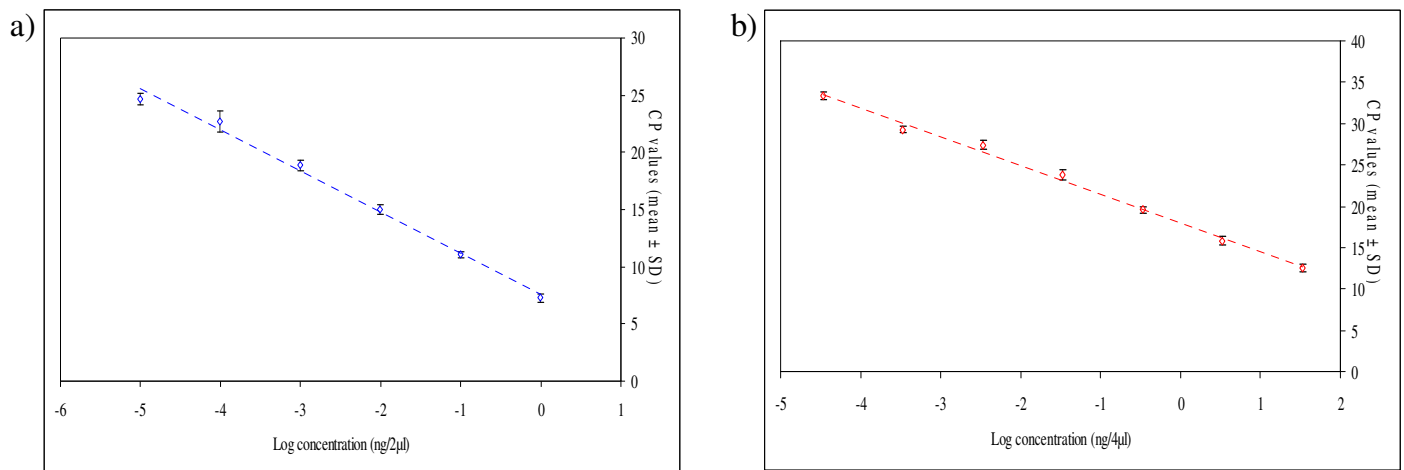 a)
30
25
20
15
10
5
0
CP values (mean ± SD)
-6 -5 -4 -3 -2 -1 0 1
Log concentration (ng/2µl)
b)
40
35
30
25
20
15
10
5
0
CP values (mean ± SD)
-5 -4 -3 -2 -1 0 1 2
Log concentration (ng/4µl)